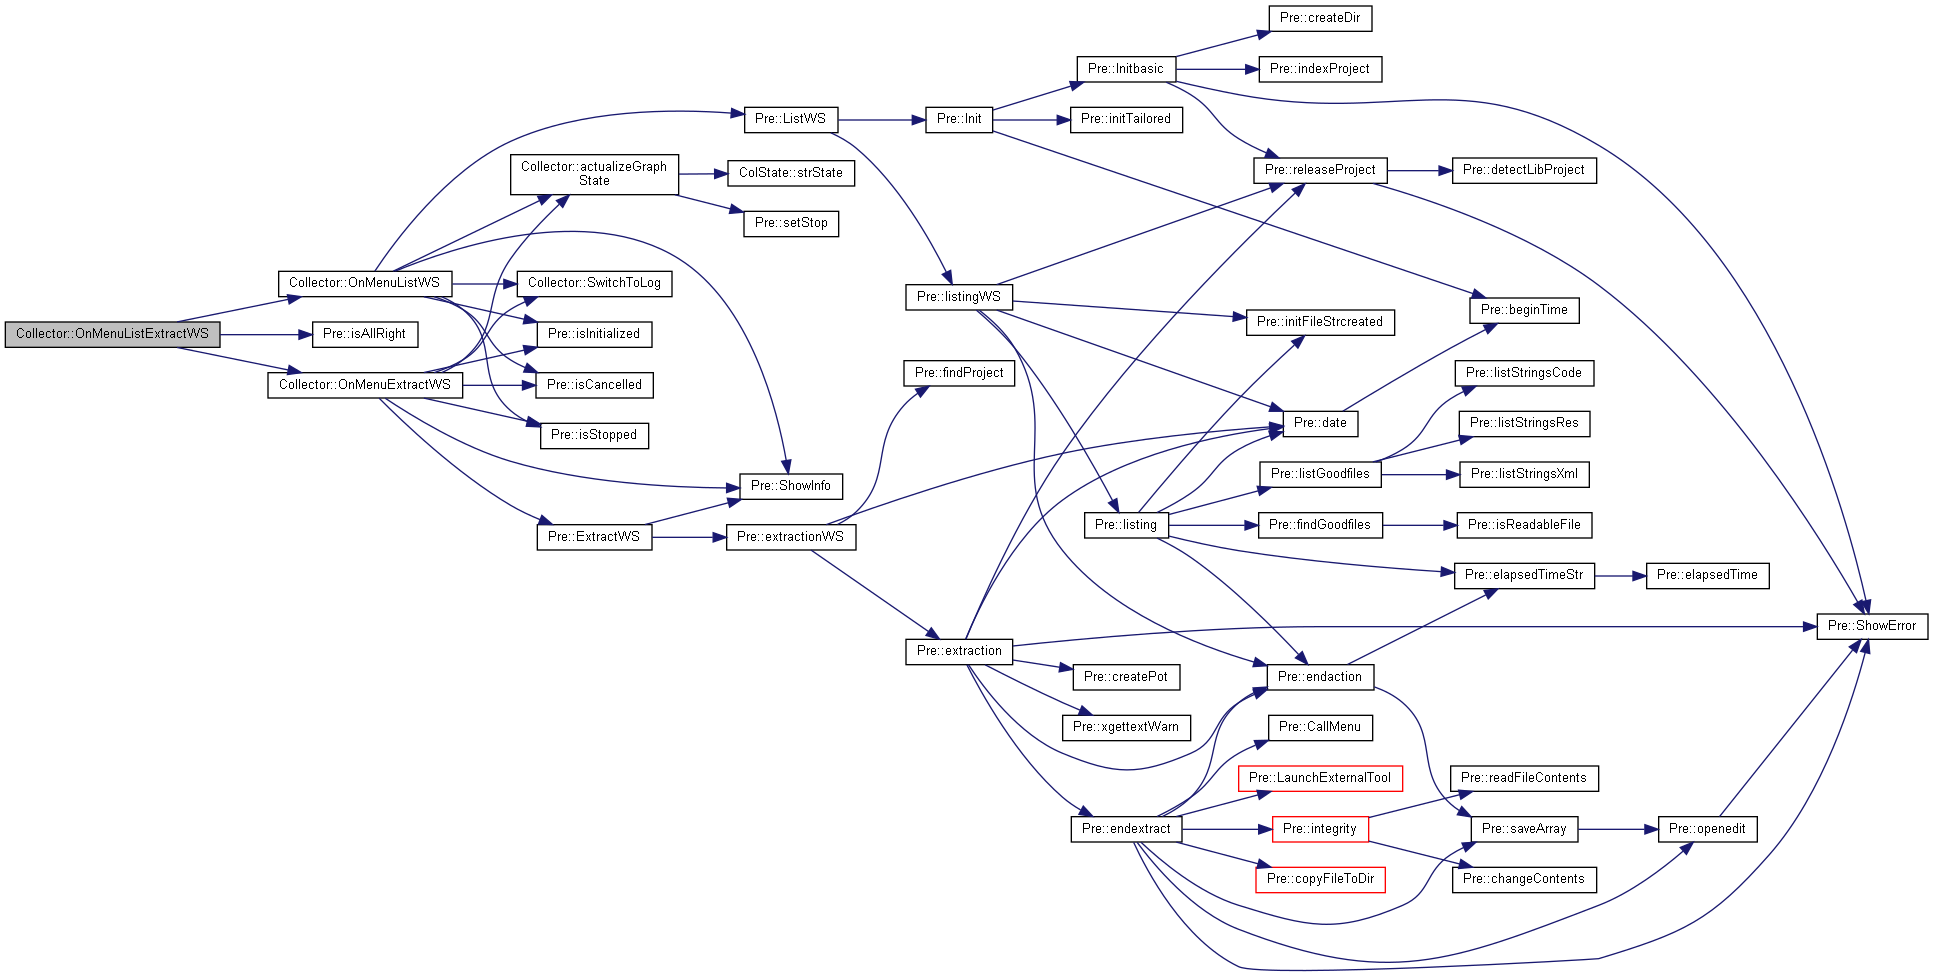 Collector::OnMenuListExtractWS
Collector::OnMenuListWS
Pre::isAllRight
Collector::OnMenuExtractWS
Collector::actualizeGraph
State
Collector::SwitchToLog
Pre::isInitialized
Pre::isCancelled
Pre::isStopped
Pre::ExtractWS
Pre::ListWS
ColState::strState
Pre::setStop
Pre::ShowInfo
Pre::extractionWS
Pre::Init
Pre::listingWS
Pre::findProject
Pre::extraction
Pre::Initbasic
Pre::initTailored
Pre::listing
Pre::createPot
Pre::xgettextWarn
Pre::endextract
Pre::createDir
Pre::indexProject
Pre::releaseProject
Pre::initFileStrcreated
Pre::date
Pre::listGoodfiles
Pre::findGoodfiles
Pre::endaction
Pre::CallMenu
Pre::LaunchExternalTool
Pre::integrity
Pre::copyFileToDir
Pre::detectLibProject
Pre::beginTime
Pre::listStringsCode
Pre::listStringsRes
Pre::listStringsXml
Pre::isReadableFile
Pre::elapsedTimeStr
Pre::readFileContents
Pre::saveArray
Pre::changeContents
Pre::elapsedTime
Pre::openedit
Pre::ShowError